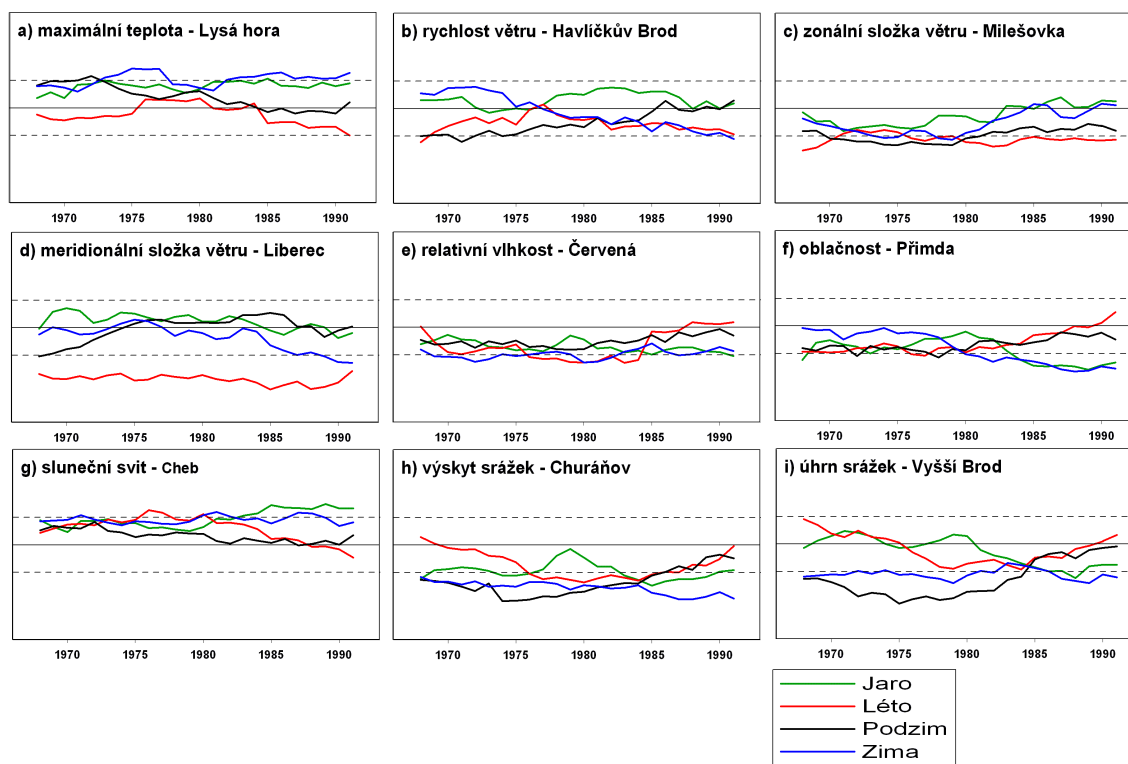 a) maximální teplota - Lysá hora
b) rychlost větru - Havlíčkův Brod
c) zonální složka větru - Milešovka
1970 1975 1980 1985 1990
1970 1975 1980 1985 1990
1970 1975 1980 1985 1990
d) meridionální složka větru - Liberec
e) relativní vlhkost - Červená
f) oblačnost - Přimda
1970 1975 1980 1985 1990
1970 1975 1980 1985 1990
1970 1975 1980 1985 1990
g) sluneční svit - Cheb
h) výskyt srážek - Churáňov
i) úhrn srážek - Vyšší Brod
1970 1975 1980 1985 1990
1970 1975 1980 1985 1990
1970 1975 1980 1985 1990
Jaro
Léto
Podzim
Zima